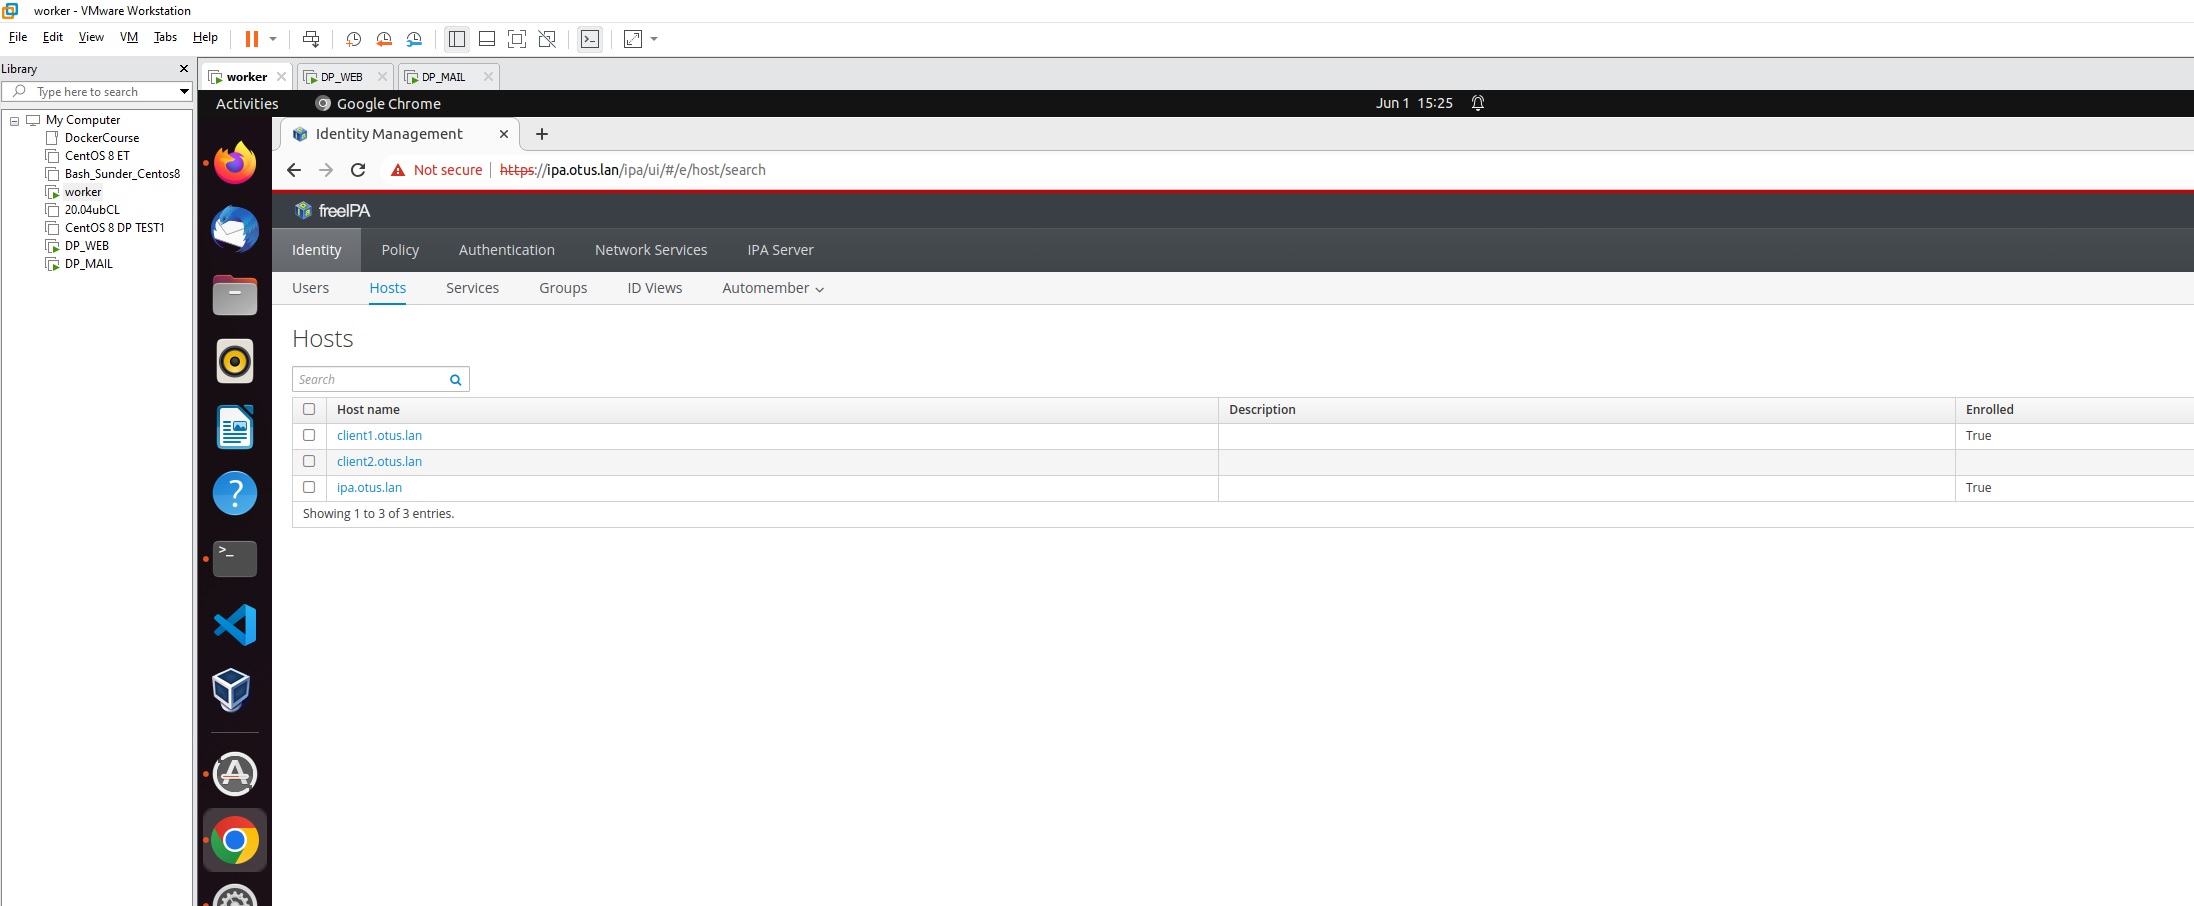 worker - VMware Workstation
File Edit View VM Tabs Help
Library
Type here to search
My Computer
DockerCourse
CentOS 8 ET
Bash_Sunder_Centos8
worker
20.04ubCL
CentOS 8 DP TEST1
DP_WEB
DP_MAIL
worker DP_WEB DP_MAIL
Activities Google Chrome Jun 1 15:25
Identity Management
Not secure https://ipa.otus.lan/ipa/ui/#/e/host/search
freeIPA
Identity Policy Authentication Network Services IPA Server
Users Hosts Services Groups ID Views Automember
Hosts
Search
Host name Description Enrolled
client1.otus.lan True
client2.otus.lan
ipa.otus.lan True
Showing 1 to 3 of 3 entries.